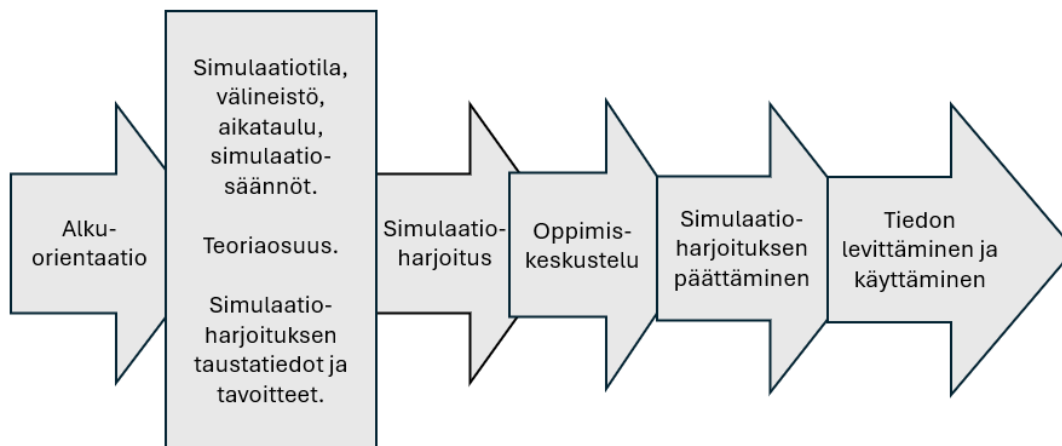 Alku-
orientaatio
Simulaatiotila,
välineistö,
aikataulu,
simulaatio-
säännöt.
Teoriaosuus.
Simulaatio-
harjoituksen
taustatiedot ja
tavoitteet.
Simulaatio-
harjoitus
Oppimis-
keskustelu
Simulaatio-
harjoituksen
päättäminen
Tiedon
levittäminen ja
käyttäminen